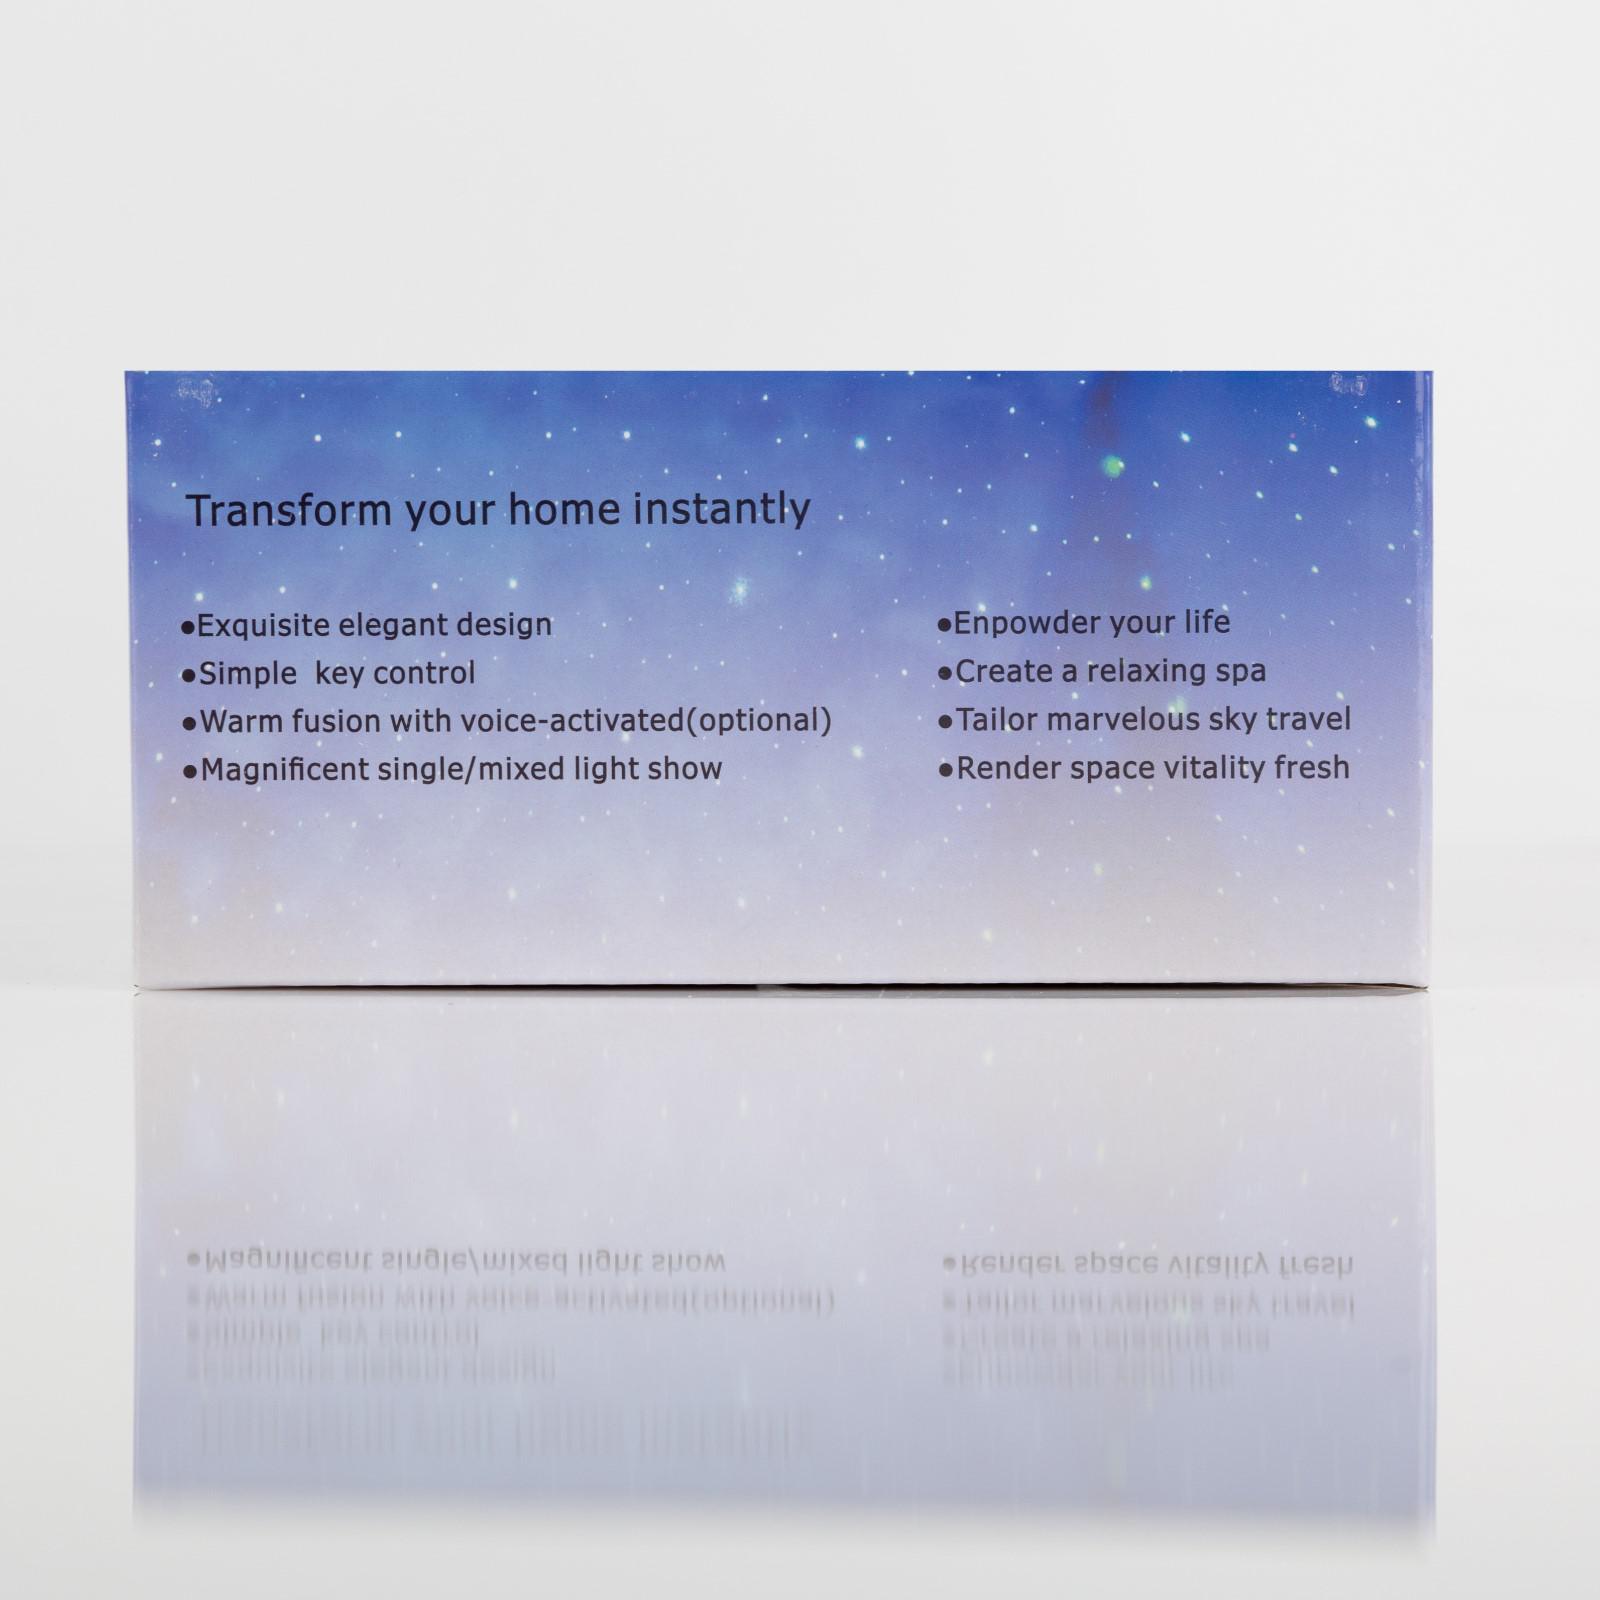 Transform your home instantly
●Exquisite elegant design
●Simple  key control
●Warm fusion with voice-activated(optional)
●Magnificent single/mixed light show
●Enpowder your life
●Create a relaxing spa
●Tailor marvelous sky travel
●Render space vitality fresh